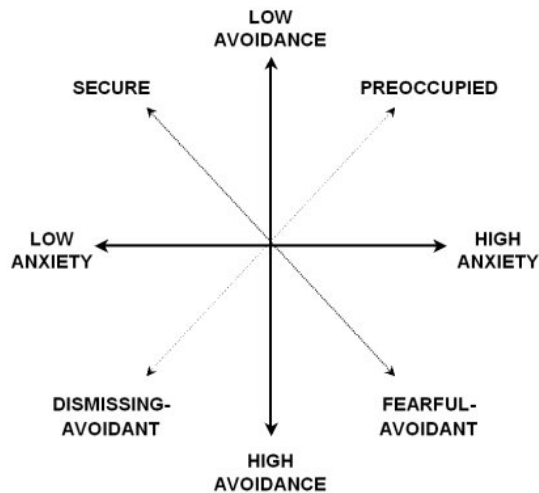 LOW
AVOIDANCE
SECURE
PREOCCUPIED
LOW
ANXIETY
HIGH
ANXIETY
DISMISSING-
AVOIDANT
FEARFUL-
AVOIDANT
HIGH
AVOIDANCE